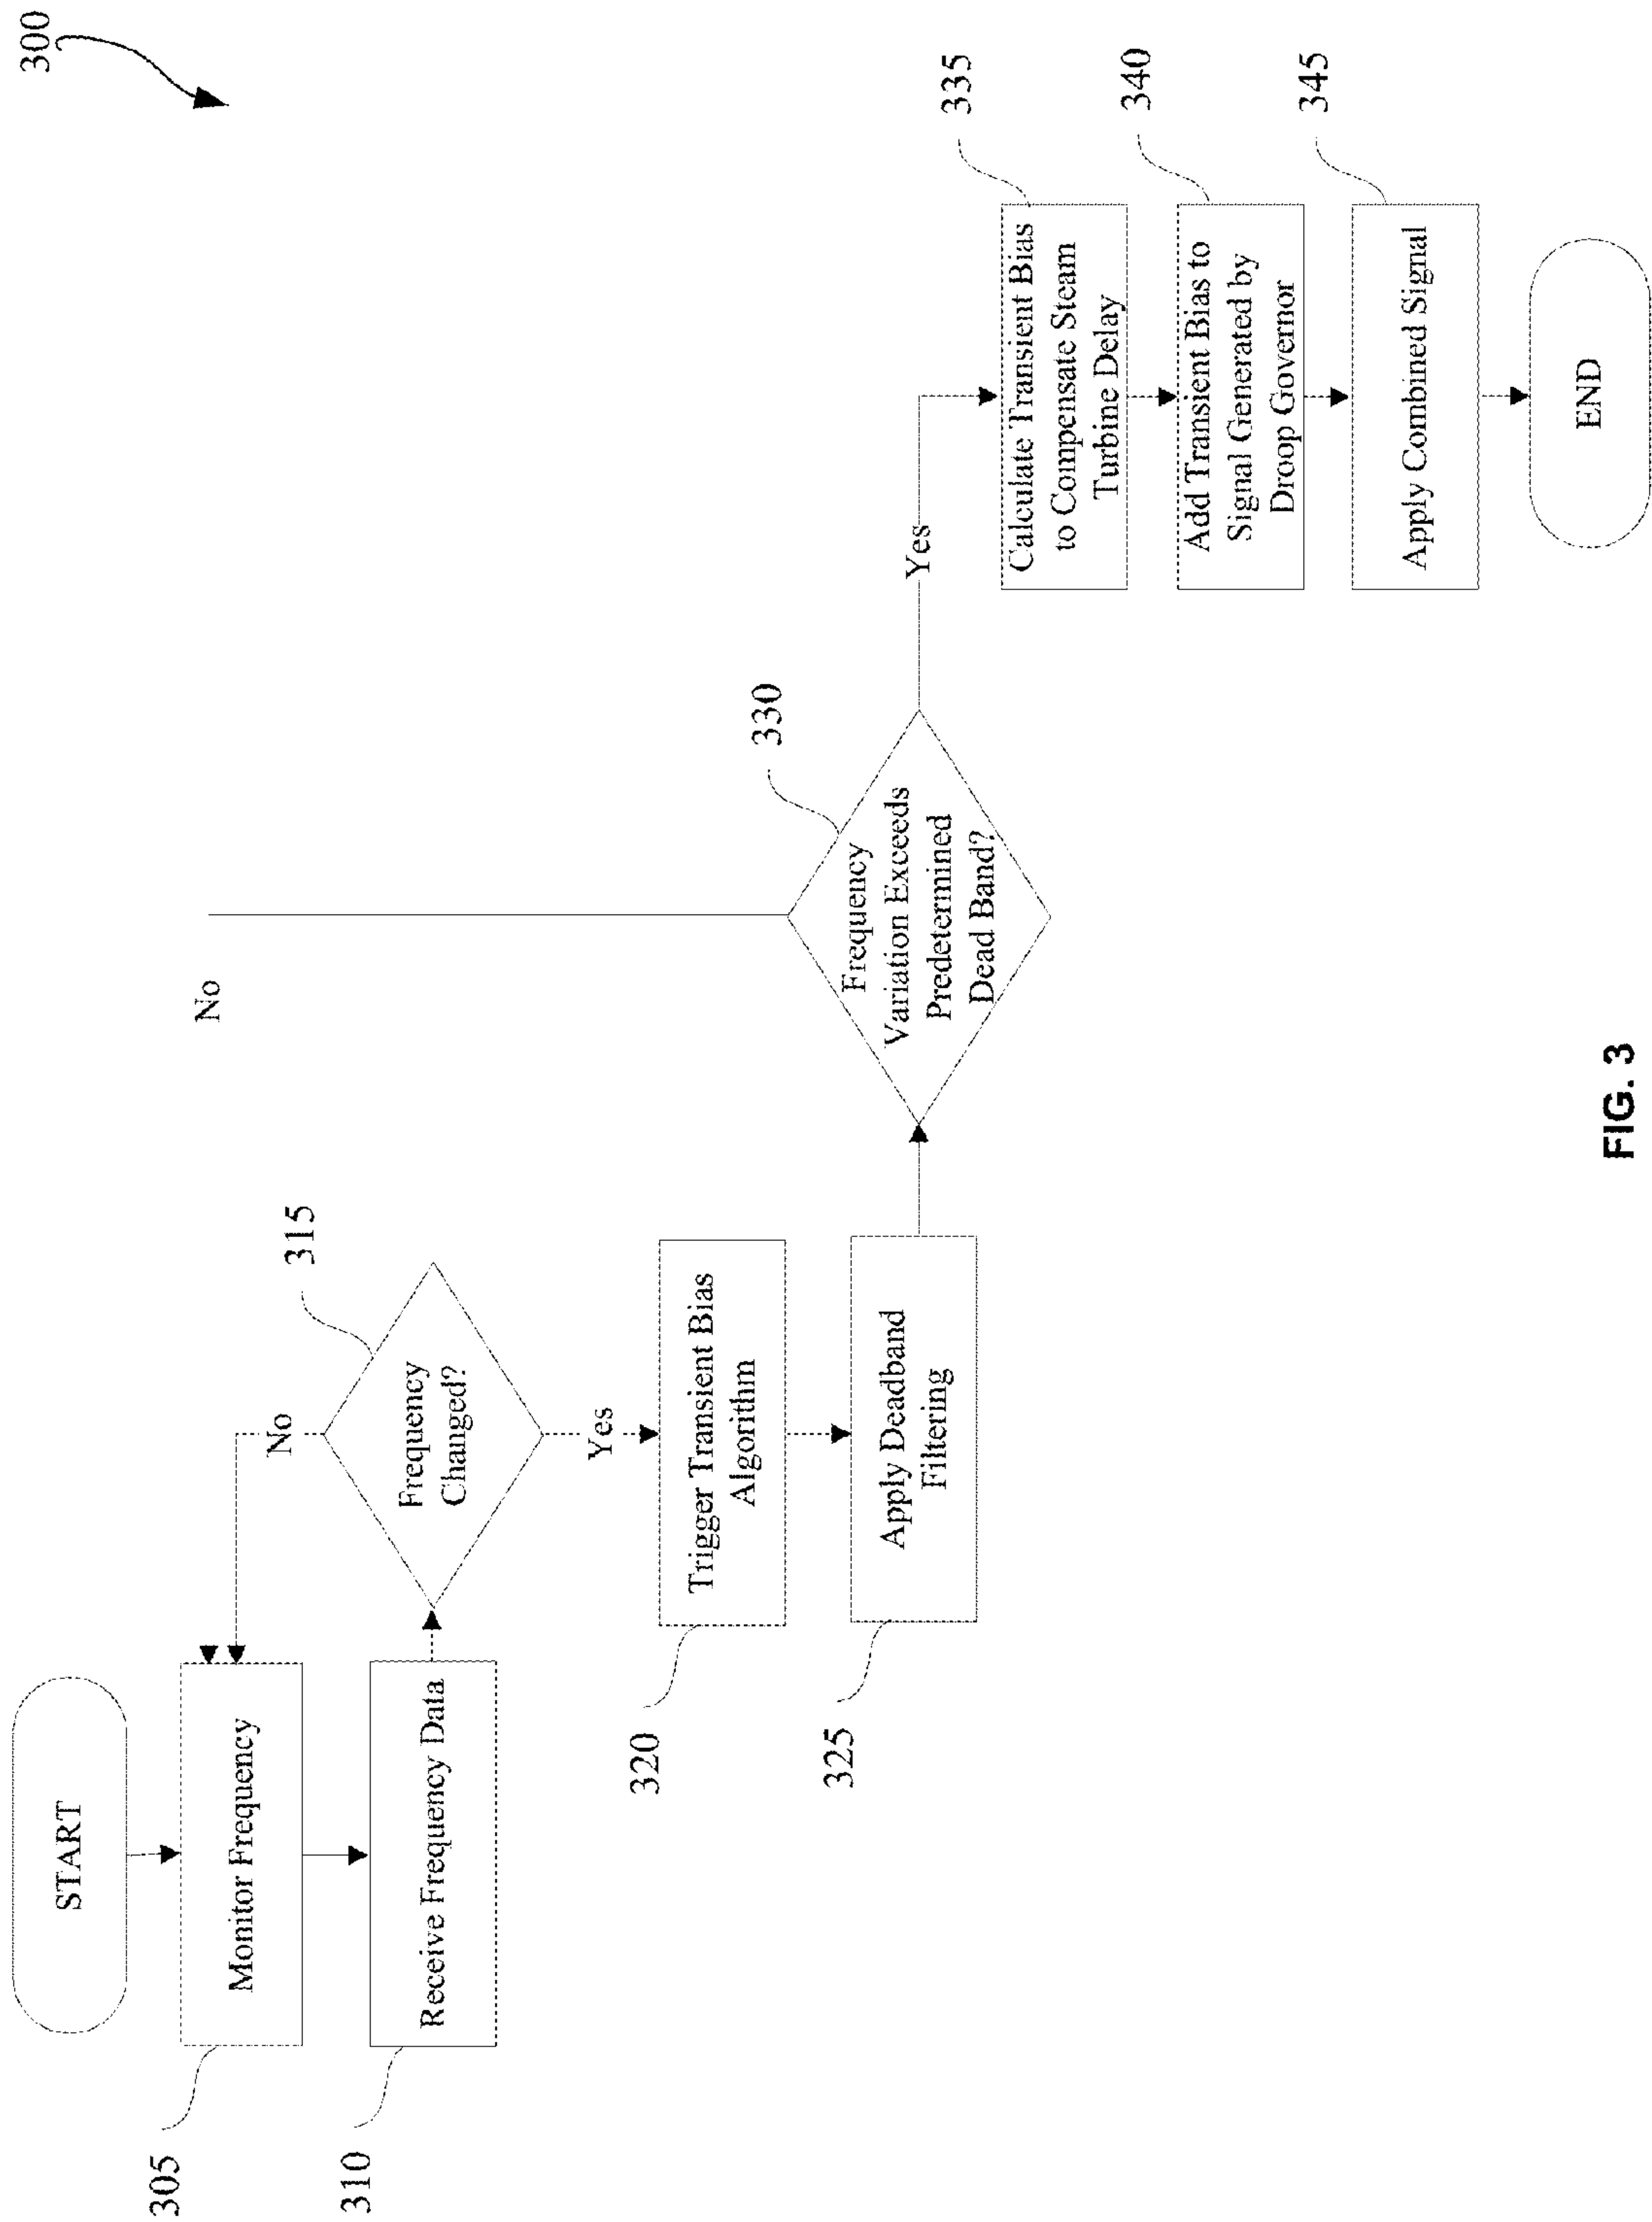 300
START
Monitor Frequency
305
Receive Frequency Data
310
Frequency
Changed?
315
No
Yes
Trigger Transient Bias
Algorithm
320
Apply Deadband
Filtering
325
Frequency
Variation Exceeds
Predetermined
Dead Band?
330
No
Yes
Calculate Transient Bias
to Compensate Steam
Turbine Delay
335
Add Transient Bias to
Signal Generated by
Droop Governor
340
Apply Combined Signal
345
END
FIG. 3